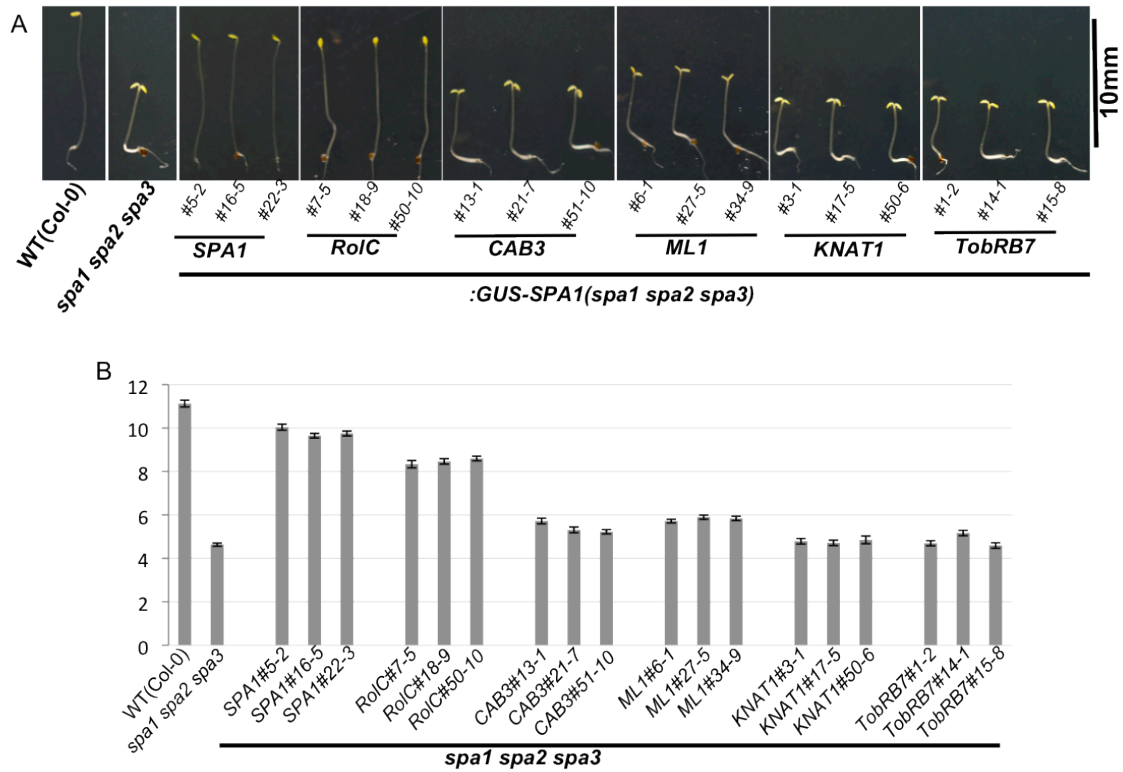 A
10mm
WT(Col-0)
spa1 spa2 spa3
#5-2
#16-5
#22-3
#7-5
#18-9
#50-10
#13-1
#21-7
#51-10
#6-1
#27-5
#34-9
#3-1
#17-5
#50-6
#1-2
#14-1
#15-8
SPA1
RolC
CAB3
ML1
KNAT1
TobRB7
:GUS-SPA1(spa1 spa2 spa3)
B
12
10
8
6
4
2
0
WT(Col-0)
spa1 spa2 spa3
SPA1#5-2
SPA1#16-5
SPA1#22-3
RolC#7-5
RolC#18-9
RolC#50-10
CAB3#13-1
CAB3#21-7
CAB3#51-10
ML1#6-1
ML1#27-5
ML1#34-9
KNAT1#3-1
KNAT1#17-5
KNAT1#50-6
TobRB7#1-2
TobRB7#14-1
TobRB7#15-8
spa1 spa2 spa3